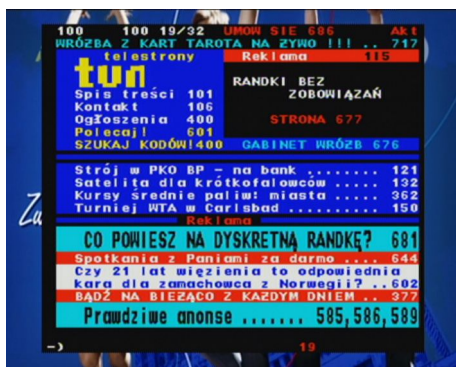 100 100 19/32 UMOW SIE 686 Akt
WRÓŻBA Z KART TAROTA NA ŻYWO !!! .. 717
telestrony
Reklama 115
tvn
RANDKI BEZ
ZOBOWIĄZAŃ
Spis treści 101
Kontakt 106
Ogłoszenia 400
STRONA 677
Polecaj! 601
SZUKAJ KODÓW!400
GABINET WRÓŻB 676
Strój w PKO BP – na bank ........ 121
Satelita dla krótkofalowców ..... 132
Kursy średnie paliw: miasta ..... 362
Turniej WTA w Carlsbad .......... 150
Reklama
CO POWIESZ NA DYSKRETNĄ RANDKĘ? 681
Spotkania z Paniami za darmo .... 644
Czy 21 lat więzienia to odpowiednia
kara dla zamachowca z Norwegii? ..602
BĄDŹ NA BIEŻĄCO Z KAŻDYM DNIEM .. 377
Prawdziwe anonse ....... 585,586,589
–) 19
Zu